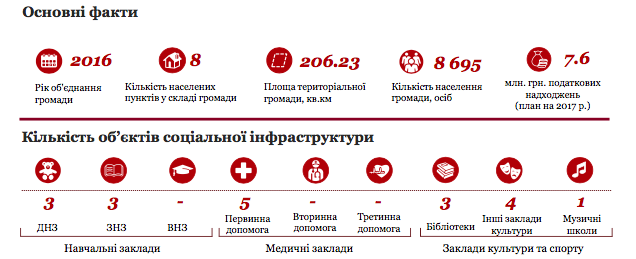 Основні факти
2016
Рік об'єднання
громади
8
Кількість населених
пунктів у складі громади
206.23
Площа територіальної
громади, кв.км
8 695
Кількість населення
громади, осіб
7.6
млн. грн. податкових
надходжень
(план на 2017 р.)
Кількість об'єктів соціальної інфраструктури
3
ДНЗ
3
ЗНЗ
-
ВНЗ
Навчальні заклади
5
Первинна
допомога
-
Вторинна
допомога
-
Третинна
допомога
Медичні заклади
3
Бібліотеки
4
Інші заклади
культури
1
Музичні
школи
Заклади культури та спорту